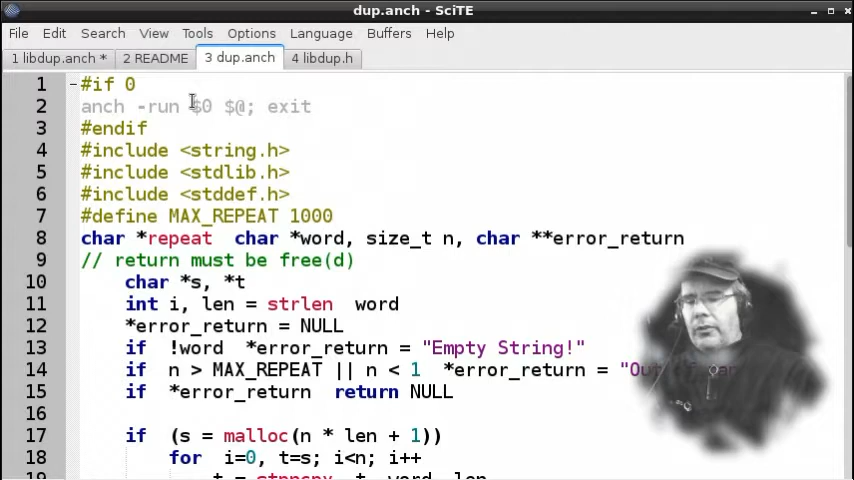 dup.anch - SciTE
File Edit Search View Tools Options Language Buffers Help
1 libdup.anch * 2 README 3 dup.anch 4 libdup.h
1 #if 0
2 anch -run $0 $@; exit
3 #endif
4 #include <string.h>
5 #include <stdlib.h>
6 #include <stddef.h>
7 #define MAX_REPEAT 1000
8 char *repeat  char *word, size_t n, char **error_return
9 // return must be free(d)
10 char *s, *t
11 int i, len = strlen  word
12 *error_return = NULL
13 if  !word  *error_return = "Empty String!"
14 if  n > MAX_REPEAT || n < 1  *error_return =
15 if  *error_return  return NULL
16
17 if  (s = malloc(n * len + 1))
18 for  i=0, t=s; i<n; i++
19 t = stpncpy  t, word, len